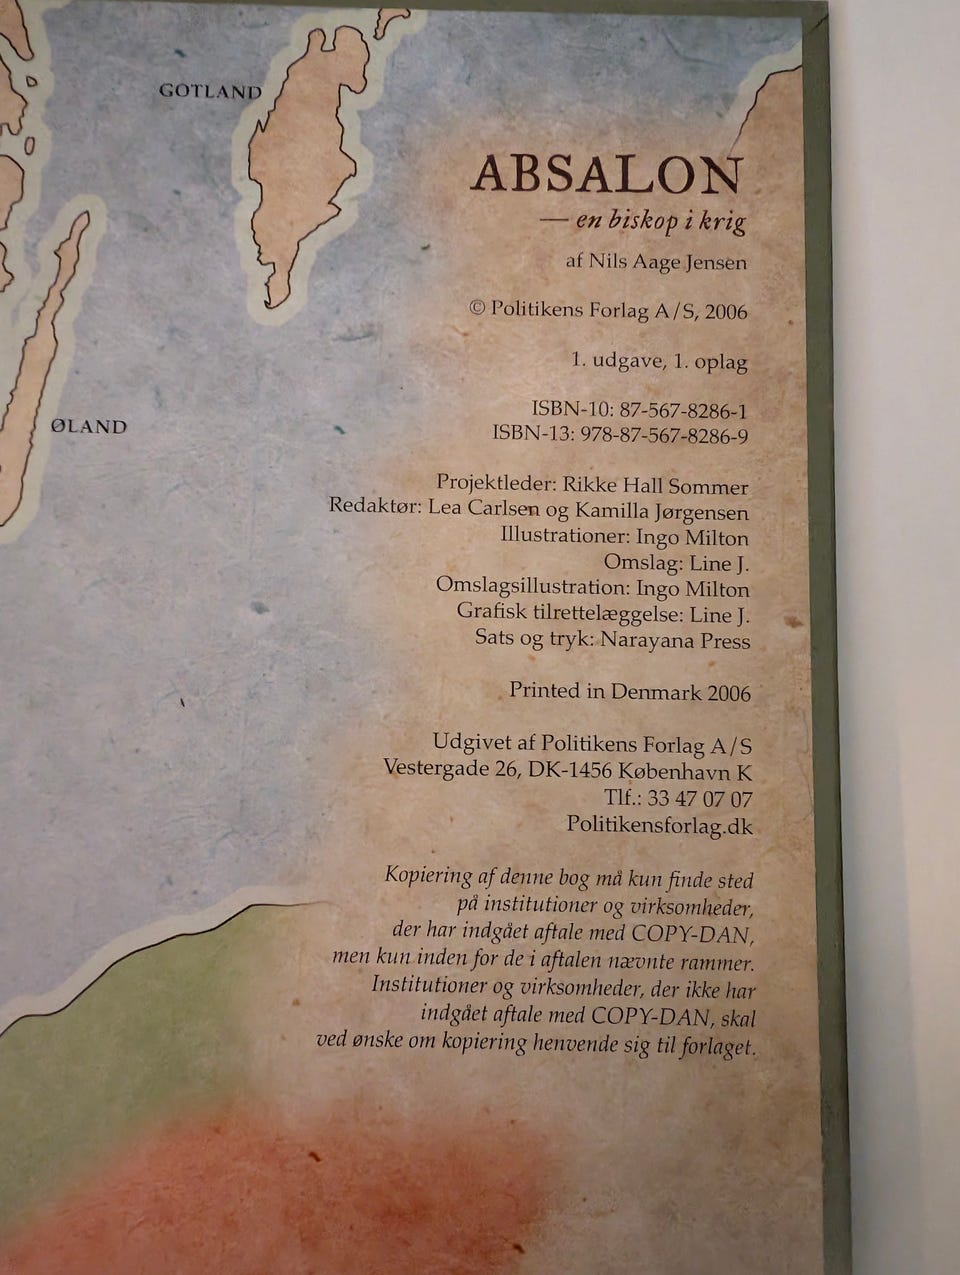 GOTLAND
ØLAND
ABSALON
— en biskop i krig
af Nils Aage Jensen
© Politikens Forlag A/S, 2006
1. udgave, 1. oplag
ISBN-10: 87-567-8286-1
ISBN-13: 978-87-567-8286-9
Projektleder: Rikke Hall Sommer
Redaktør: Lea Carlsen og Kamilla Jørgensen
Illustrationer: Ingo Milton
Omslag: Line J.
Omslagsillustration: Ingo Milton
Grafisk tilrettelæggelse: Line J.
Sats og tryk: Narayana Press
Printed in Denmark 2006
Udgivet af Politikens Forlag A/S
Vestergade 26, DK-1456 København K
Tlf.: 33 47 07 07
Politikensforlag.dk
Kopiering af denne bog må kun finde sted
på institutioner og virksomheder,
der har indgået aftale med COPY-DAN,
men kun inden for de i aftalen nævnte rammer.
Institutioner og virksomheder, der ikke har
indgået aftale med COPY-DAN, skal
ved ønske om kopiering henvende sig til forlaget.